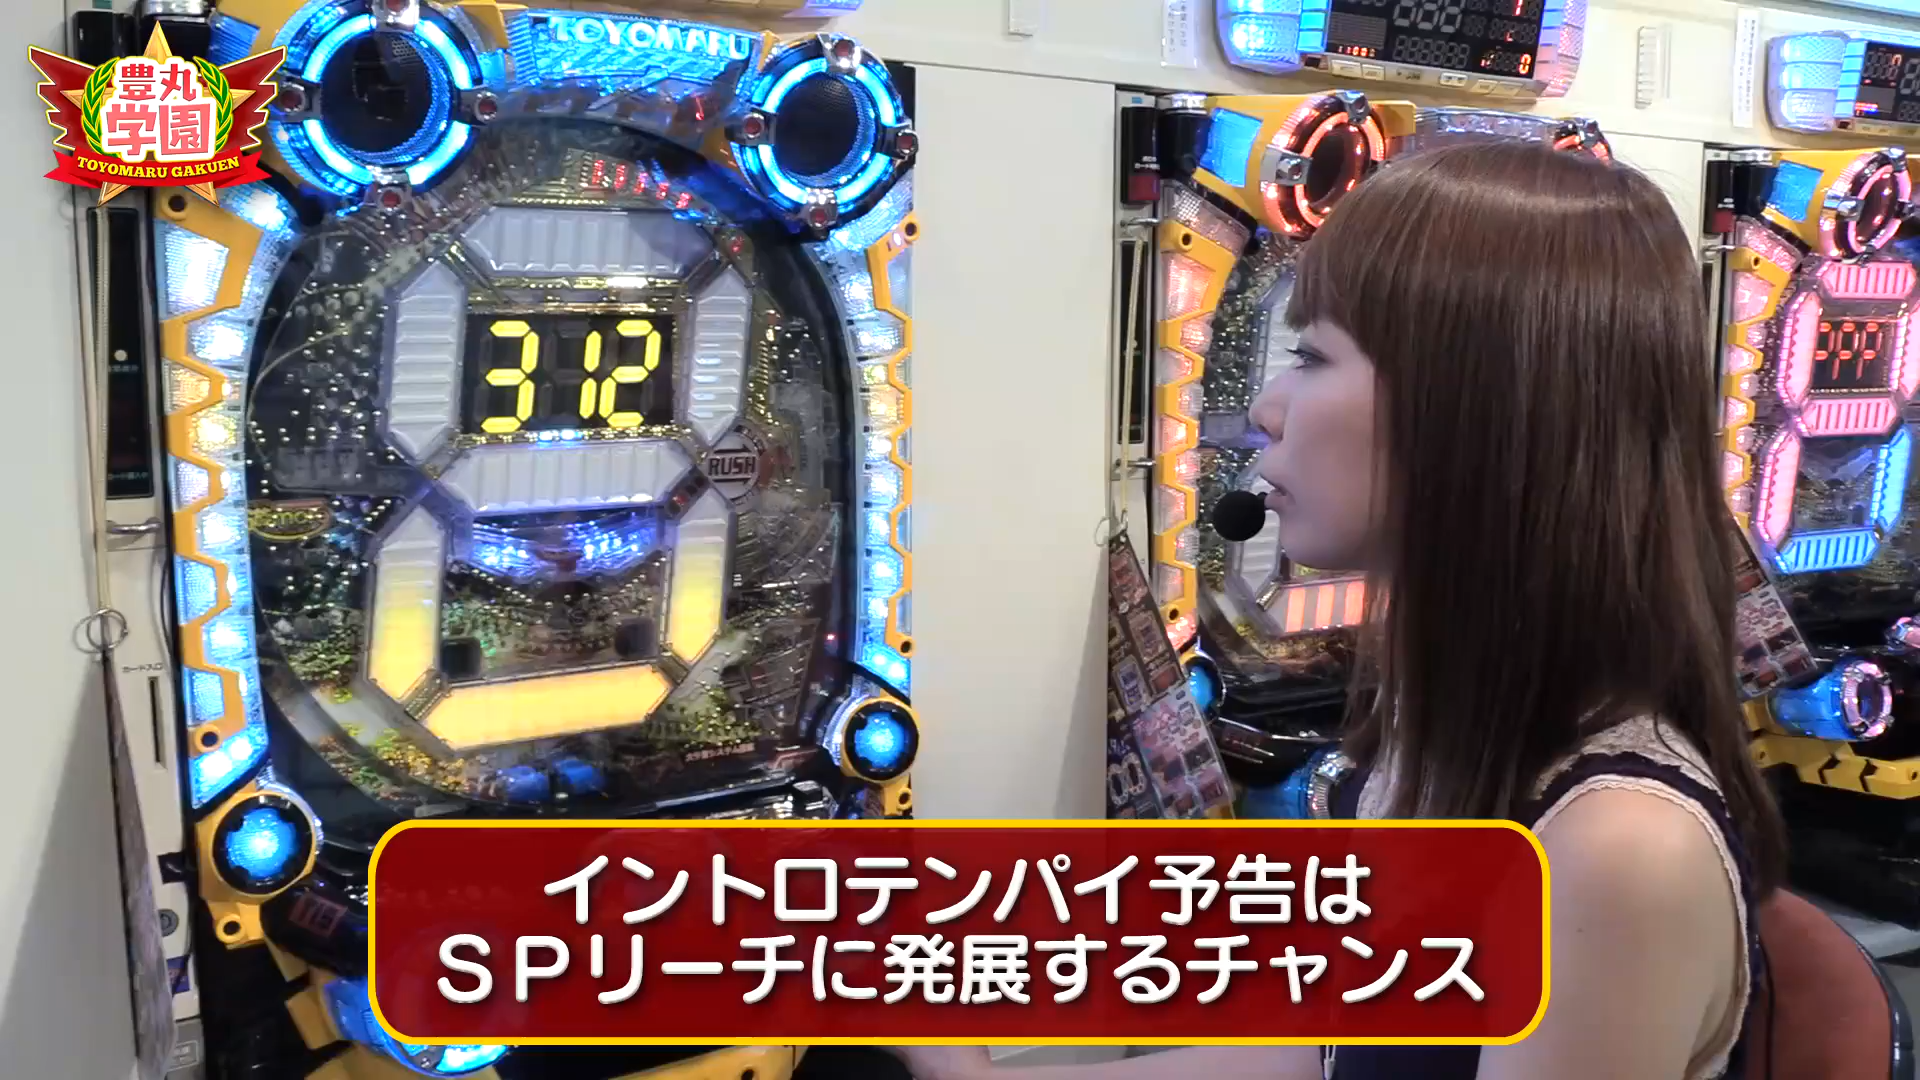 豊丸
学園
TOYOMARU GAKUEN
TOYOMARU
312
RUSH
PPP
イントロテンパイ予告は
ＳＰリーチに発展するチャンス